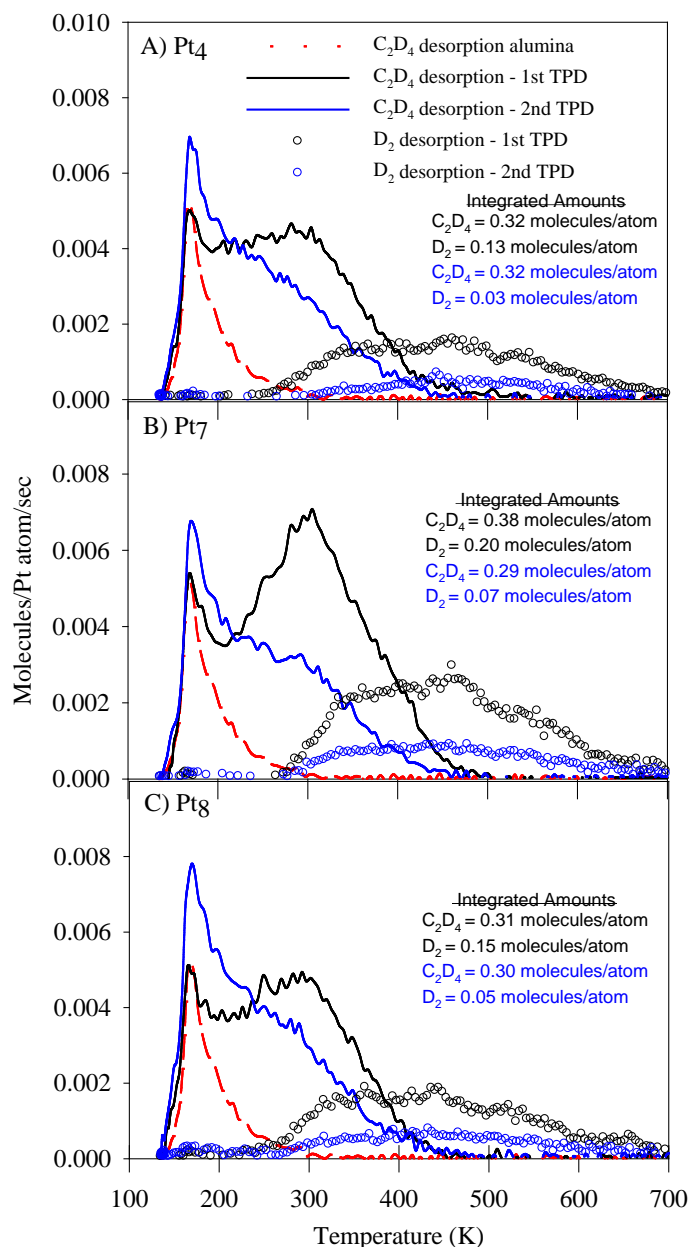 0.010
A) Pt4
C2D4 desorption alumina
C2D4 desorption - 1st TPD
C2D4 desorption - 2nd TPD
D2 desorption - 1st TPD
D2 desorption - 2nd TPD
0.008
0.006
0.004
0.002
0.000
Integrated Amounts
C2D4 = 0.32 molecules/atom
D2 = 0.13 molecules/atom
C2D4 = 0.32 molecules/atom
D2 = 0.03 molecules/atom
B) Pt7
0.008
0.006
0.004
0.002
0.000
Integrated Amounts
C2D4 = 0.38 molecules/atom
D2 = 0.20 molecules/atom
C2D4 = 0.29 molecules/atom
D2 = 0.07 molecules/atom
Molecules/Pt atom/sec
C) Pt8
0.008
0.006
0.004
0.002
0.000
Integrated Amounts
C2D4 = 0.31 molecules/atom
D2 = 0.15 molecules/atom
C2D4 = 0.30 molecules/atom
D2 = 0.05 molecules/atom
100 200 300 400 500 600 700
Temperature (K)